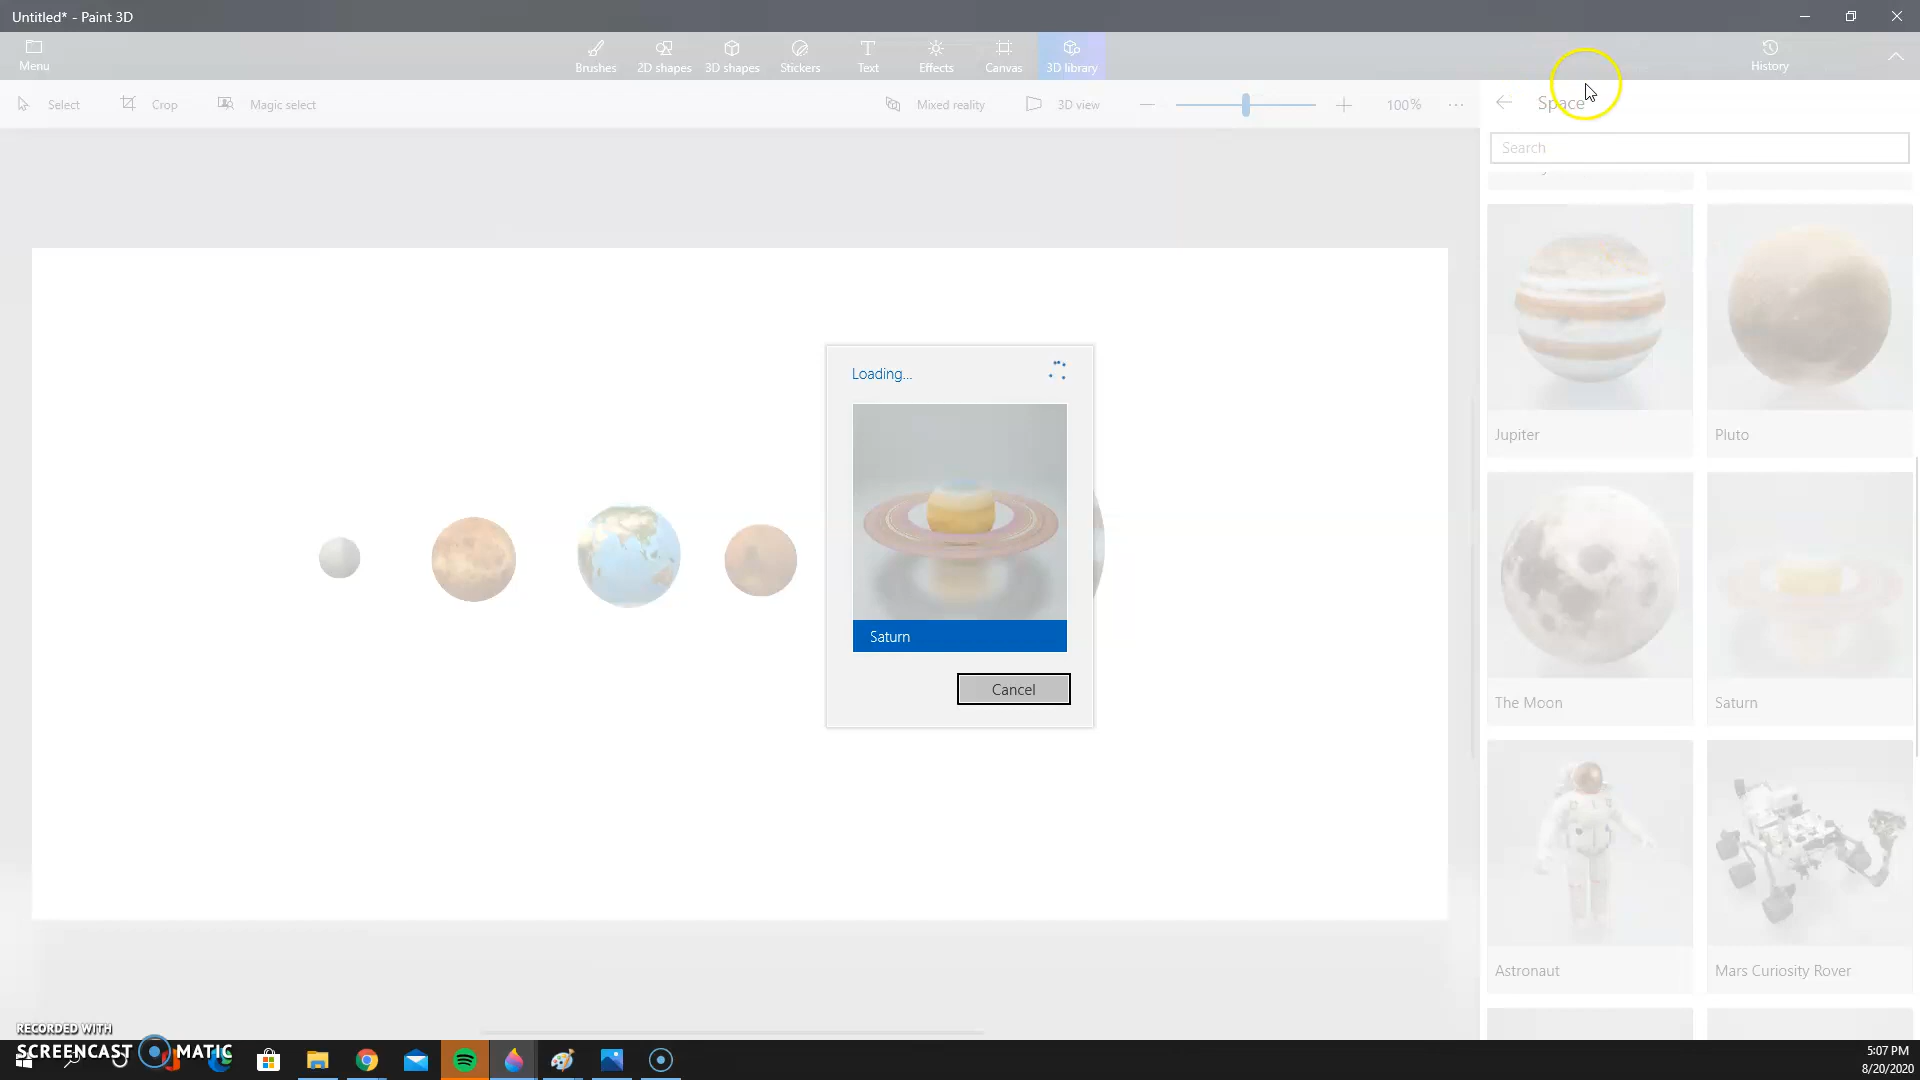 Untitled* - Paint 3D
Menu
Brushes
2D shapes
3D shapes
Stickers
Text
Effects
Canvas
3D library
History
Select
Crop
Magic select
Mixed reality
3D view
100%
Space
Search
Loading...
Saturn
Cancel
Jupiter
Pluto
The Moon
Saturn
Astronaut
Mars Curiosity Rover
RECORDED WITH
SCREENCAST MATIC
5:07 PM
8/20/2020